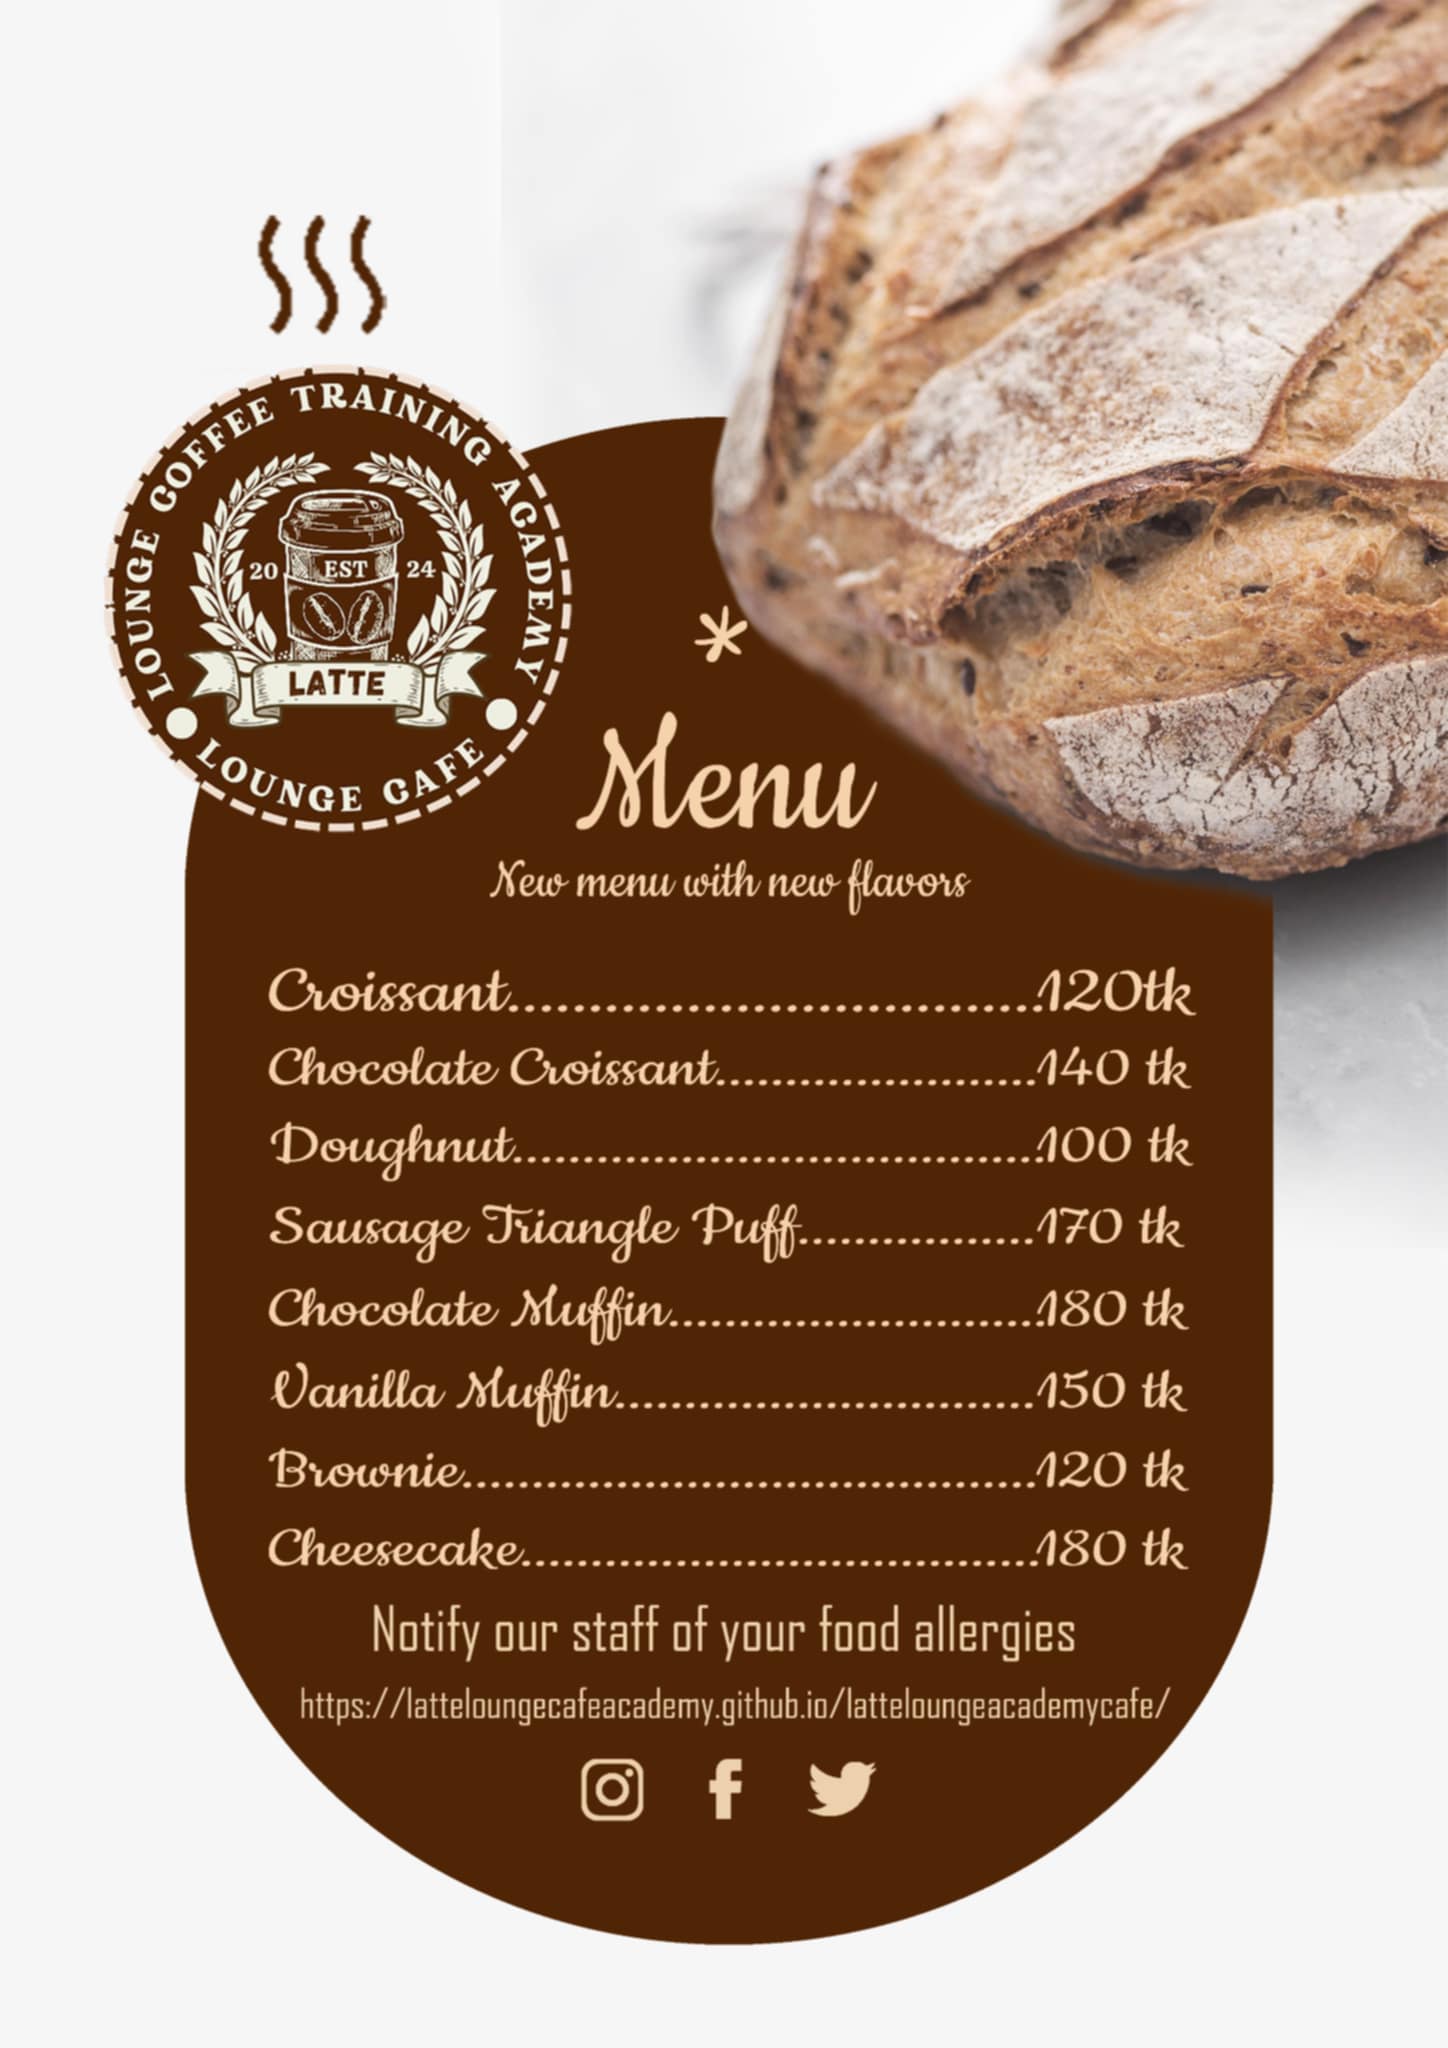 LOUNGE COFFEE TRAINING ACADEMY
20 EST 24
LATTE
LOUNGE CAFE
Menu
New menu with new flavors
Croissant.................................120tk
Chocolate Croissant.......................140 tk
Doughnut......................................100 tk
Sausage Triangle Puff.................170 tk
Chocolate Muffin...........................180 tk
Vanilla Muffin..............................150 tk
Brownie.........................................120 tk
Cheesecake.....................................180 tk
Notify our staff of your food allergies
https://latteloungecafeacademy.github.io/latteloungeacademycafe/